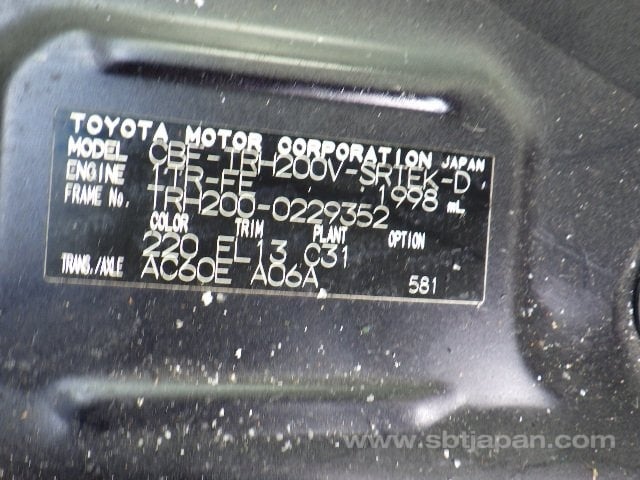 TOYOTA MOTOR CORPORATION JAPAN
MODEL CBF-TRH200V-SRTEK-D
ENGINE 1TR-FE 1998 mL
FRAME No. TRH200-0229352
COLOR TRIM PLANT OPTION
220 EL13 C31
TRANS./AXLE AC60E A06A 581
www.sbtjapan.com